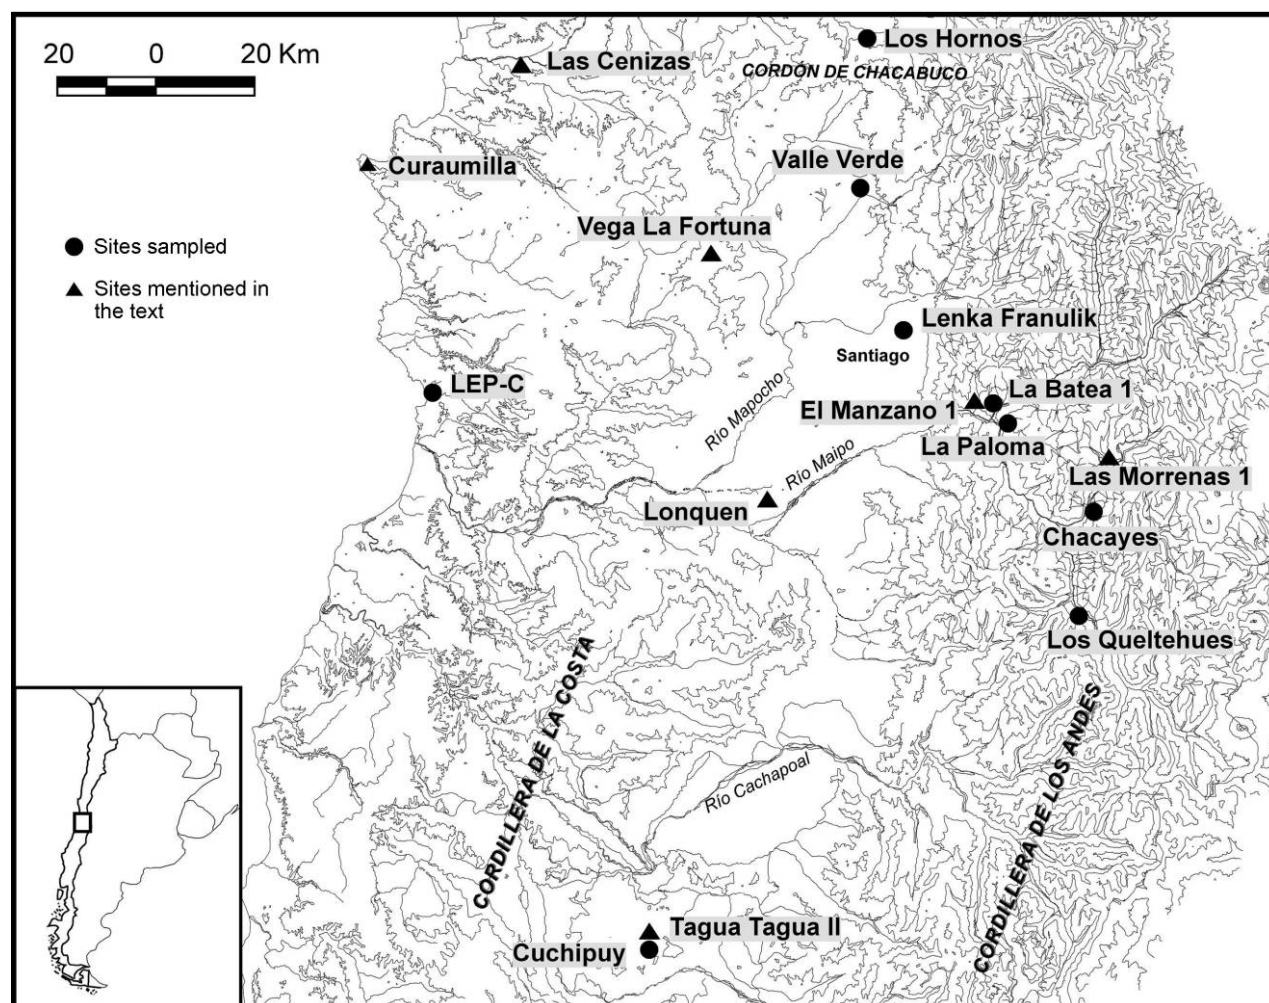 20 0 20 Km
Los Hornos
Las Cenizas
CORDÓN DE CHACABUCO
Valle Verde
Curaumilla
Vega La Fortuna
Sites sampled
Sites mentioned in
the text
Lenka Franulik
Santiago
LEP-C
La Batea 1
El Manzano 1
Río Mapocho
La Paloma
Río Maipo
Las Morrenas 1
Lonquen
Chacayes
Los Queltehues
CORDILLERA DE LA COSTA
CORDILLERA DE LOS ANDES
Río Cachapoal
Tagua Tagua II
Cuchipuy